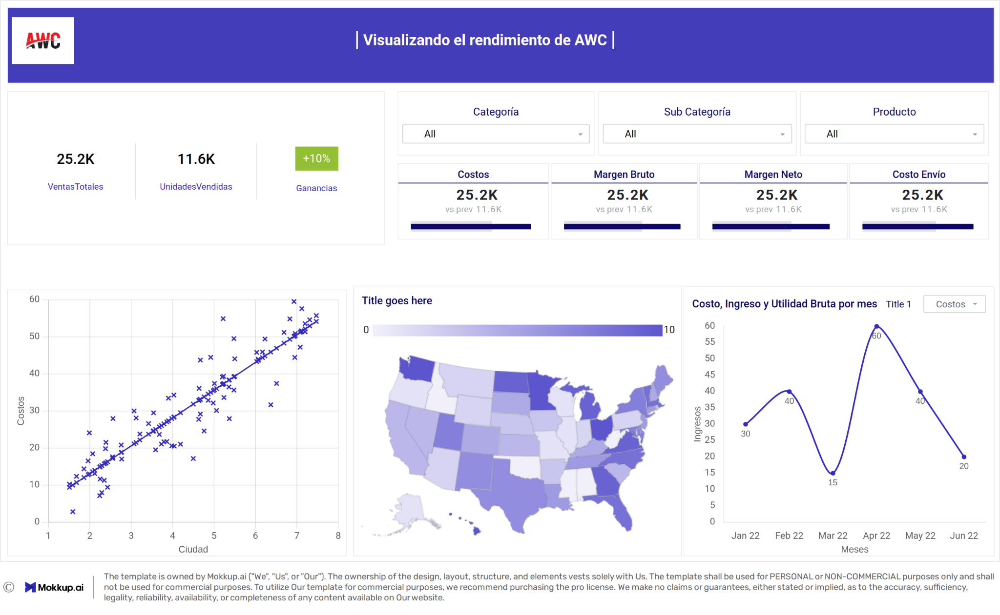 AWC
| Visualizando el rendimiento de AWC |
25.2K
VentasTotales
11.6K
UnidadesVendidas
+10%
Ganancias
Categoría
All
Sub Categoría
All
Producto
All
Costos
25.2K
vs prev 11.6K
Margen Bruto
25.2K
vs prev 11.6K
Margen Neto
25.2K
vs prev 11.6K
Costo Envío
25.2K
vs prev 11.6K
60
50
40
30
20
10
0
Costos
1 2 3 4 5 6 7 8
Ciudad
Title goes here
0 10
Costo, Ingreso y Utilidad Bruta por mes Title 1 Costos
60
55
50
45
40
35
30
25
20
15
10
5
0
Ingresos
30
40
15
60
40
20
Jan 22 Feb 22 Mar 22 Apr 22 May 22 Jun 22
Meses
© Mokkup.ai
The template is owned by Mokkup.ai ("We", "Us", or "Our"). The ownership of the design, layout, structure, and elements vests solely with Us. The template shall be used for PERSONAL or NON-COMMERCIAL purposes only and shall
not be used for commercial purposes. To utilize Our template for commercial purposes, we recommend purchasing the pro license. We make no claims or guarantees, either stated or implied, as to the accuracy, sufficiency,
legality, reliability, availability, or completeness of any content available on Our website.